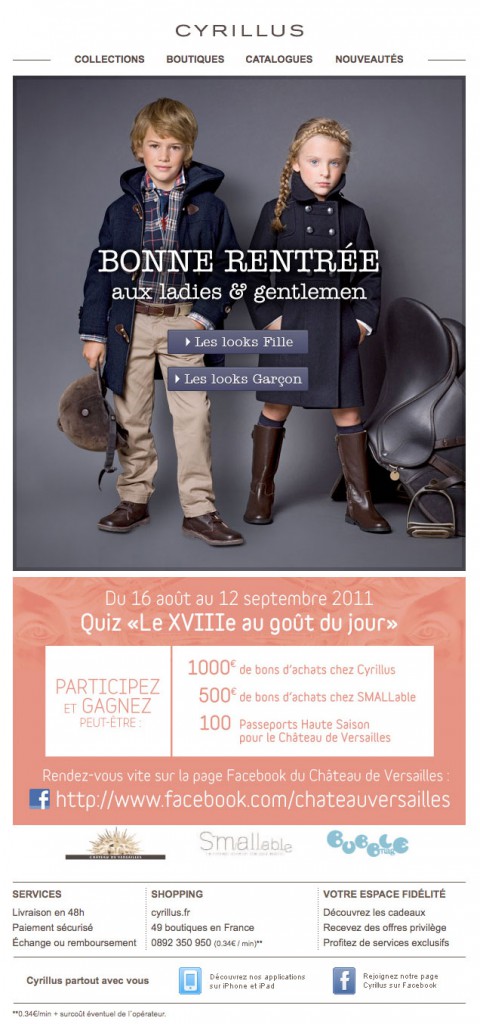 CYRILLUS
COLLECTIONS BOUTIQUES CATALOGUES NOUVEAUTÉS
BONNE RENTRÉE
aux ladies & gentlemen
Les looks Fille
Les looks Garçon
Du 16 août au 12 septembre 2011
Quiz «Le XVIIIe au goût du jour»
PARTICIPEZ
ET GAGNEZ
PEUT-ÊTRE :
1000€ de bons d'achats chez Cyrillus
500€ de bons d'achats chez SMALLable
100 Passeports Haute Saison
pour le Château de Versailles
Rendez-vous vite sur la page Facebook du Château de Versailles :
f http://www.facebook.com/chateauversailles
CHÂTEAU DE VERSAILLES
Smallable
BUBBLE mag
SERVICES
Livraison en 48h
Paiement sécurisé
Échange ou remboursement
SHOPPING
cyrillus.fr
49 boutiques en France
0892 350 950 (0.34€ / min)**
VOTRE ESPACE FIDÉLITÉ
Découvrez les cadeaux
Recevez des offres privilège
Profitez de services exclusifs
Cyrillus partout avec vous
Découvrez nos applications
sur iPhone et iPad
f
Rejoignez notre page
Cyrillus sur Facebook
**0.34€/min + surcoût éventuel de l'opérateur.